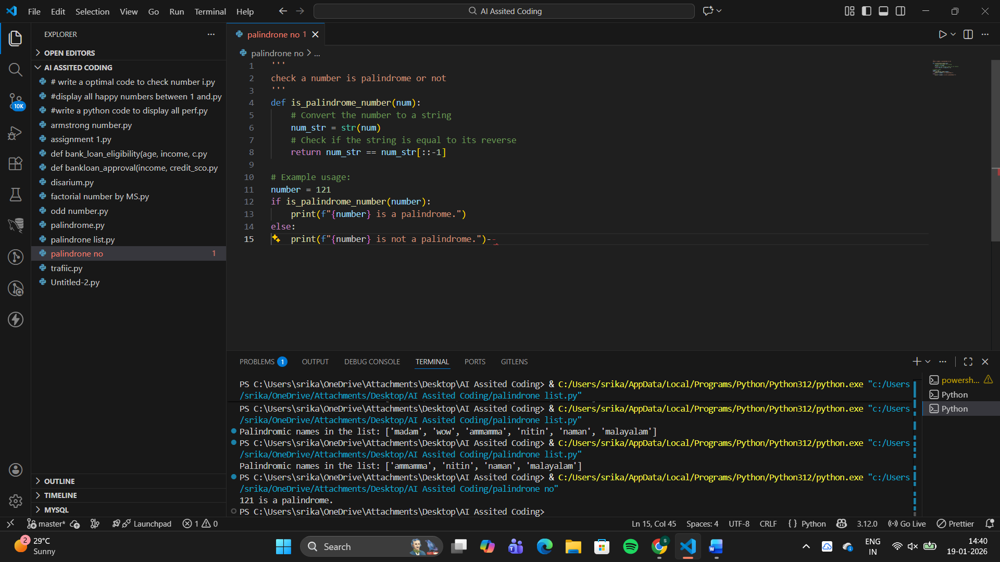 File Edit Selection View Go Run Terminal Help
AI Assited Coding
EXPLORER
OPEN EDITORS
AI ASSITED CODING
# write a optimal code to check number i.py
#display all happy numbers between 1 and.py
#write a python code to display all perf.py
armstrong number.py
assignment 1.py
def bank_loan_eligibility(age, income, c.py
def bankloan_approval(income, credit_sco.py
disarium.py
factorial number by MS.py
odd number.py
palindrome.py
palindrone list.py
palindrone no 1
trafiic.py
Untitled-2.py
10K
OUTLINE
TIMELINE
MYSQL
palindrone no 1
palindrone no > ...
1 '''
2 check a number is palindrome or not
3 '''
4 def is_palindrome_number(num):
5 # Convert the number to a string
6 num_str = str(num)
7 # Check if the string is equal to its reverse
8 return num_str == num_str[::-1]
9
10 # Example usage:
11 number = 121
12 if is_palindrome_number(number):
13 print(f"{number} is a palindrome.")
14 else:
15 print(f"{number} is not a palindrome.")--
PROBLEMS 1 OUTPUT DEBUG CONSOLE TERMINAL PORTS GITLENS
PS C:\Users\srika\OneDrive\Attachments\Desktop\AI Assited Coding> & C:/Users/srika/AppData/Local/Programs/Python/Python312/python.exe "c:/Users
/srika/OneDrive/Attachments/Desktop/AI Assited Coding/palindrone list.py"
PS C:\Users\srika\OneDrive\Attachments\Desktop\AI Assited Coding> & C:/Users/srika/AppData/Local/Programs/Python/Python312/python.exe "c:/Users
/srika/OneDrive/Attachments/Desktop/AI Assited Coding/palindrone list.py"
Palindromic names in the list: ['madam', 'wow', 'ammamma', 'nitin', 'naman', 'malayalam']
PS C:\Users\srika\OneDrive\Attachments\Desktop\AI Assited Coding> & C:/Users/srika/AppData/Local/Programs/Python/Python312/python.exe "c:/Users
/srika/OneDrive/Attachments/Desktop/AI Assited Coding/palindrone list.py"
Palindromic names in the list: ['ammamma', 'nitin', 'naman', 'malayalam']
PS C:\Users\srika\OneDrive\Attachments\Desktop\AI Assited Coding> & C:/Users/srika/AppData/Local/Programs/Python/Python312/python.exe "c:/Users
/srika/OneDrive/Attachments/Desktop/AI Assited Coding/palindrone no"
121 is a palindrome.
PS C:\Users\srika\OneDrive\Attachments\Desktop\AI Assited Coding>
powersh...
Python
Python
master* Launchpad 1 0
Ln 15, Col 45 Spaces: 4 UTF-8 CRLF {} Python 3.12.0 Go Live Prettier
2
29°C
Sunny
Search
ENG
IN
14:40
19-01-2026